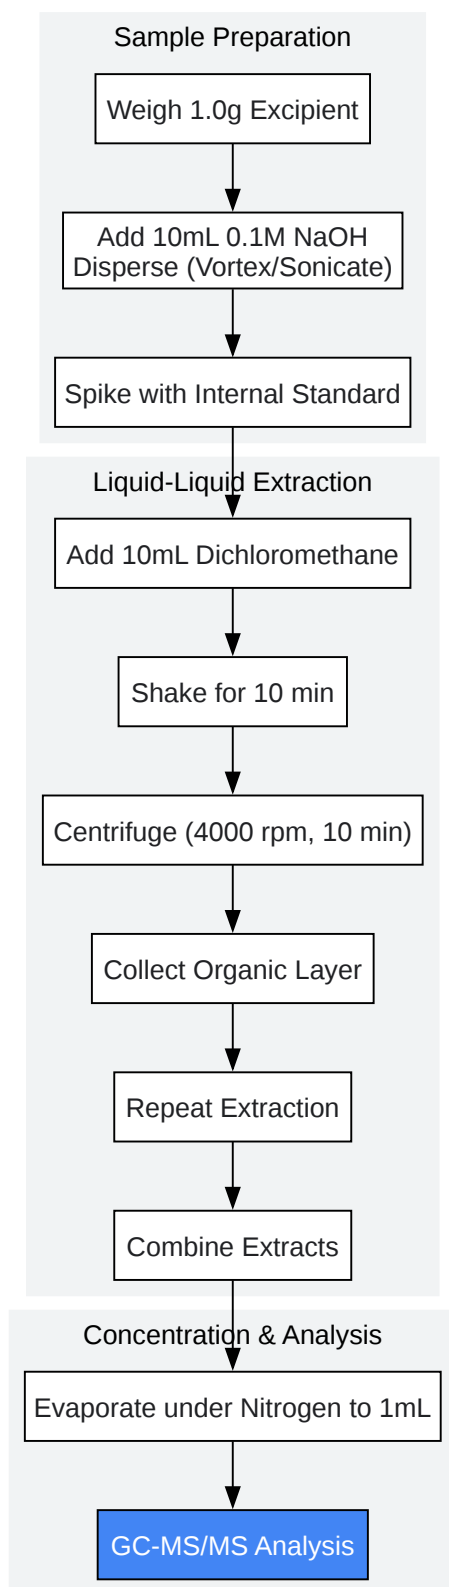 Sample Preparation
Weigh 1.0g Excipient
Add 10mL 0.1M NaOH
Disperse (Vortex/Sonicate)
Spike with Internal Standard
Liquid-Liquid Extraction
Add 10mL Dichloromethane
Shake for 10 min
Centrifuge (4000 rpm, 10 min)
Collect Organic Layer
Repeat Extraction
Combine Extracts
Concentration & Analysis
Evaporate under Nitrogen to 1mL
GC-MS/MS Analysis